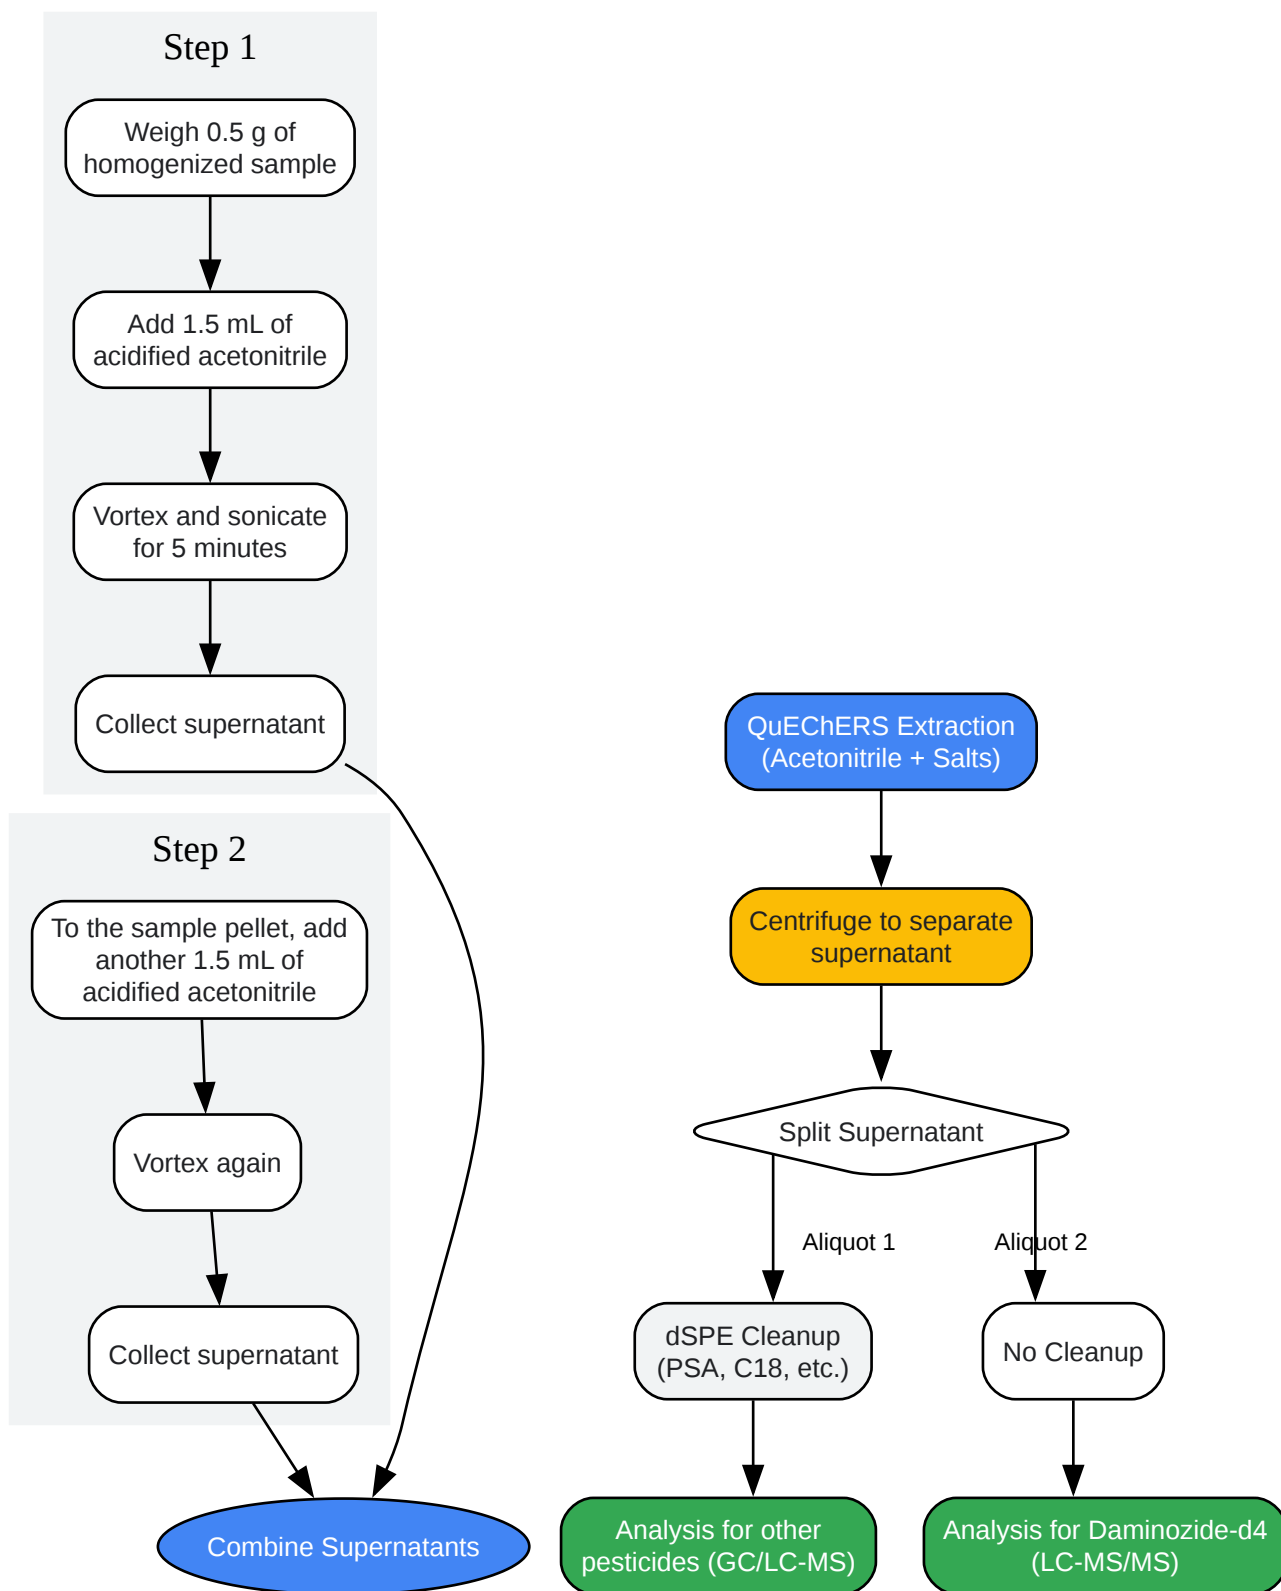 Step 1
Weigh 0.5 g of
homogenized sample
Add 1.5 mL of
acidified acetonitrile
Vortex and sonicate
for 5 minutes
Collect supernatant
Step 2
To the sample pellet, add
another 1.5 mL of
acidified acetonitrile
Vortex again
Collect supernatant
Combine Supernatants
QuEChERS Extraction
(Acetonitrile + Salts)
Centrifuge to separate
supernatant
Split Supernatant
Aliquot 1
Aliquot 2
dSPE Cleanup
(PSA, C18, etc.)
No Cleanup
Analysis for other
pesticides (GC/LC-MS)
Analysis for Daminozide-d4
(LC-MS/MS)